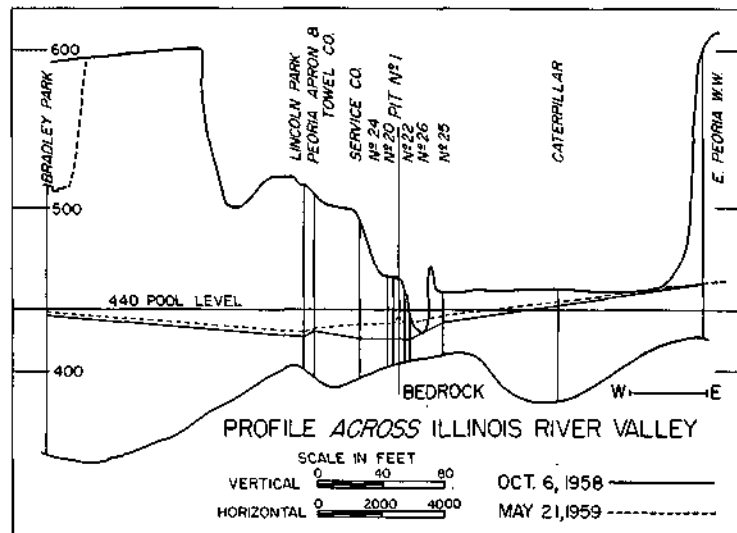 600
500
400
BRADLEY PARK
LINCOLN PARK
PEORIA APRON &
TOWEL CO.
SERVICE CO.
Nº 24
Nº 20
PIT Nº 1
Nº 22
Nº 26
Nº 25
CATERPILLAR
E. PEORIA W.W.
440 POOL LEVEL
BEDROCK
W E
PROFILE ACROSS ILLINOIS RIVER VALLEY
SCALE IN FEET
VERTICAL 0 40 80
HORIZONTAL 0 2000 4000
OCT. 6, 1958
MAY 21, 1959